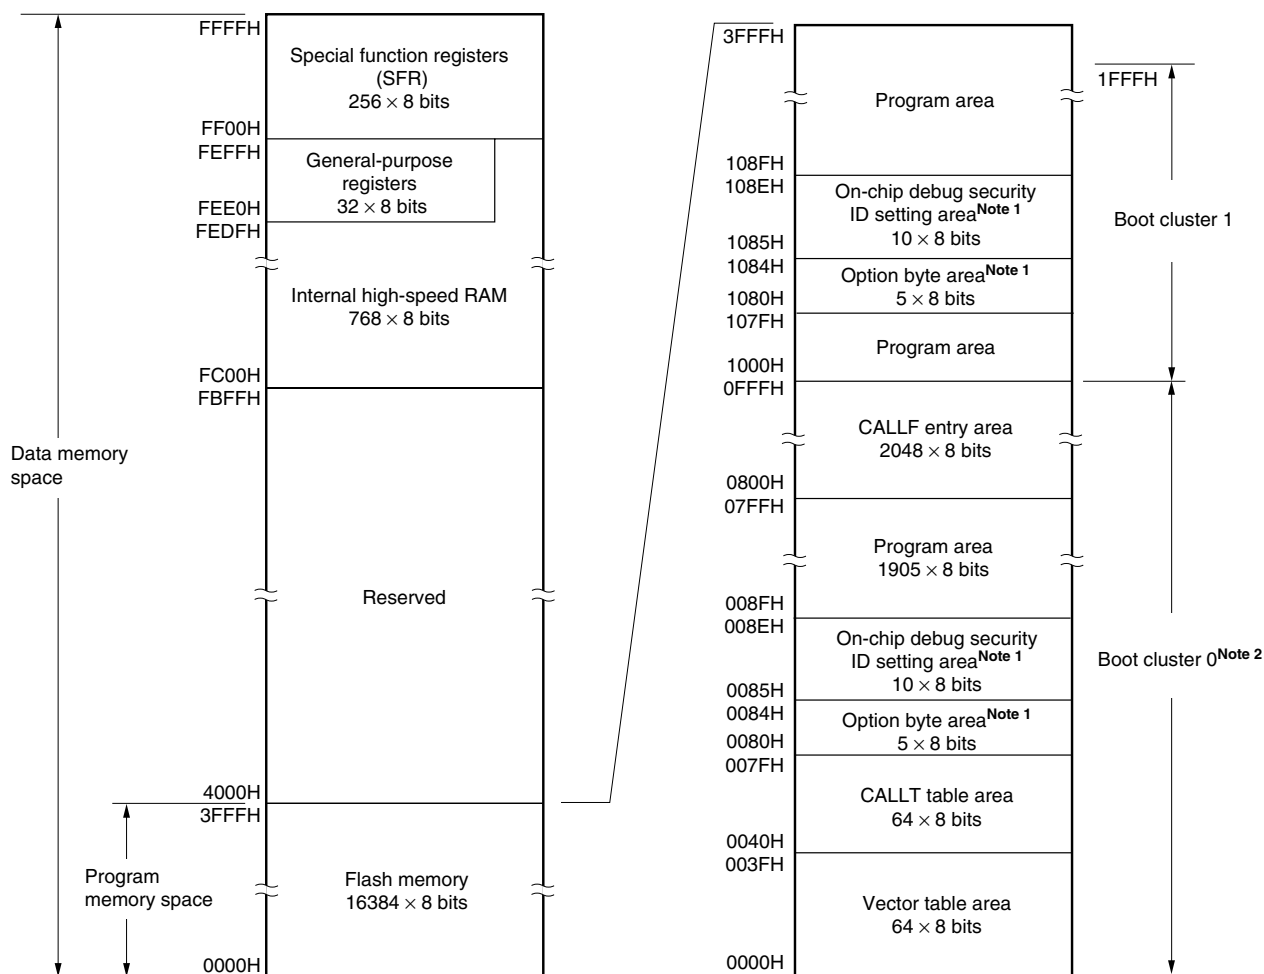 FFFFH
Special function registers
(SFR)
256 × 8 bits
FF00H
FEFFH
General-purpose
registers
32 × 8 bits
FEE0H
FEDFH
Internal high-speed RAM
768 × 8 bits
FC00H
FBFFH
Data memory
space
Reserved
4000H
3FFFH
Program
memory space
Flash memory
16384 × 8 bits
0000H
3FFFH
1FFFH
Program area
108FH
108EH
On-chip debug security
ID setting areaNote 1
10 × 8 bits
Boot cluster 1
1085H
1084H
Option byte areaNote 1
5 × 8 bits
1080H
107FH
Program area
1000H
0FFFH
CALLF entry area
2048 × 8 bits
0800H
07FFH
Program area
1905 × 8 bits
008FH
008EH
On-chip debug security
ID setting areaNote 1
10 × 8 bits
Boot cluster 0Note 2
0085H
0084H
Option byte areaNote 1
5 × 8 bits
0080H
007FH
CALLT table area
64 × 8 bits
0040H
003FH
Vector table area
64 × 8 bits
0000H